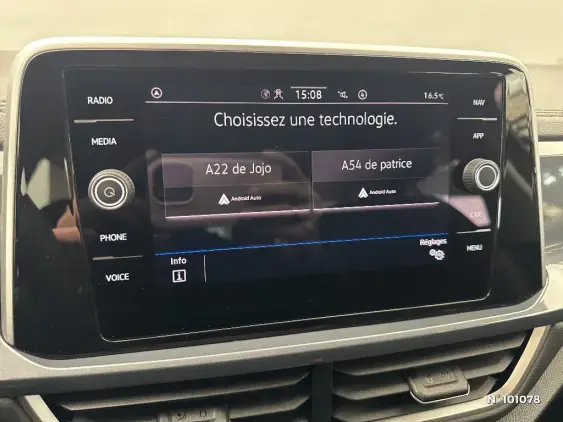 RADIO
15:08
16.5°C
NAV
Choisissez une technologie.
MEDIA
APP
A22 de Jojo
A54 de patrice
Android Auto
Android Auto
CAR
PHONE
Réglages
MENU
Info
VOICE
N° 101078